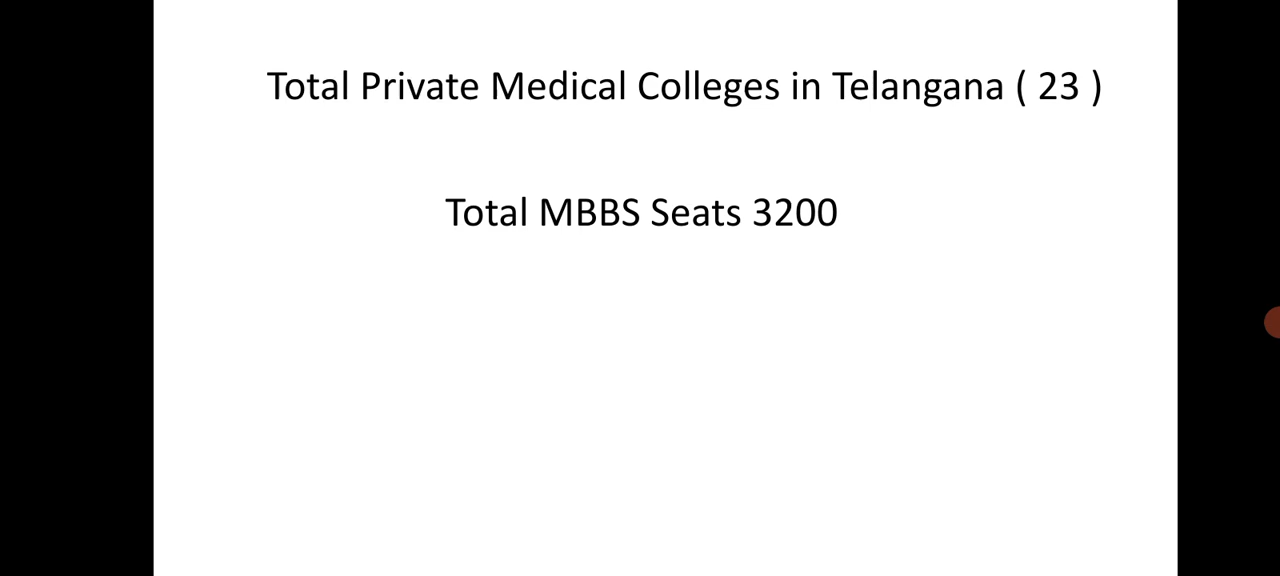 Total Private Medical Colleges in Telangana ( 23 )
Total MBBS Seats 3200